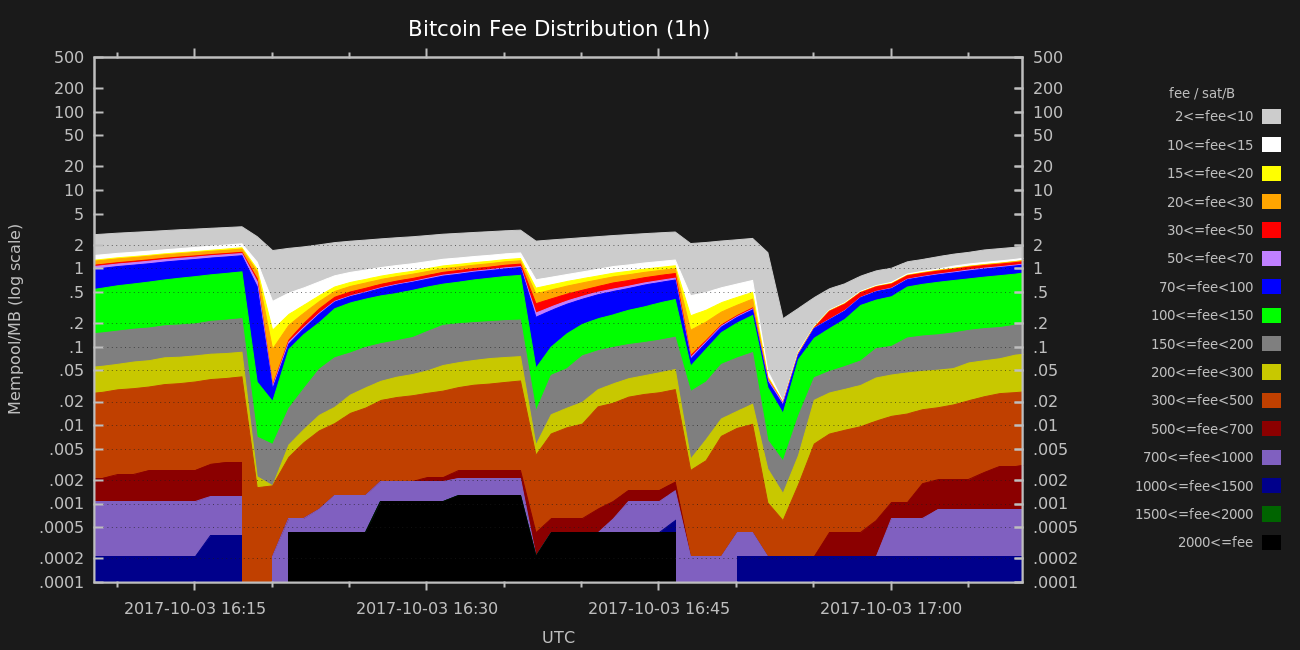 Bitcoin Fee Distribution (1h)
500 500
200 200
100 100
50 50
20 20
10 10
5 5
2 2
1 1
.5 .5
.2 .2
.1 .1
.05 .05
.02 .02
.01 .01
.005 .005
.002 .002
.001 .001
.0005 .0005
.0002 .0002
.0001 .0001
Mempool/MB (log scale)
2017-10-03 16:15 2017-10-03 16:30 2017-10-03 16:45 2017-10-03 17:00
UTC
fee / sat/B
2<=fee<10
10<=fee<15
15<=fee<20
20<=fee<30
30<=fee<50
50<=fee<70
70<=fee<100
100<=fee<150
150<=fee<200
200<=fee<300
300<=fee<500
500<=fee<700
700<=fee<1000
1000<=fee<1500
1500<=fee<2000
2000<=fee